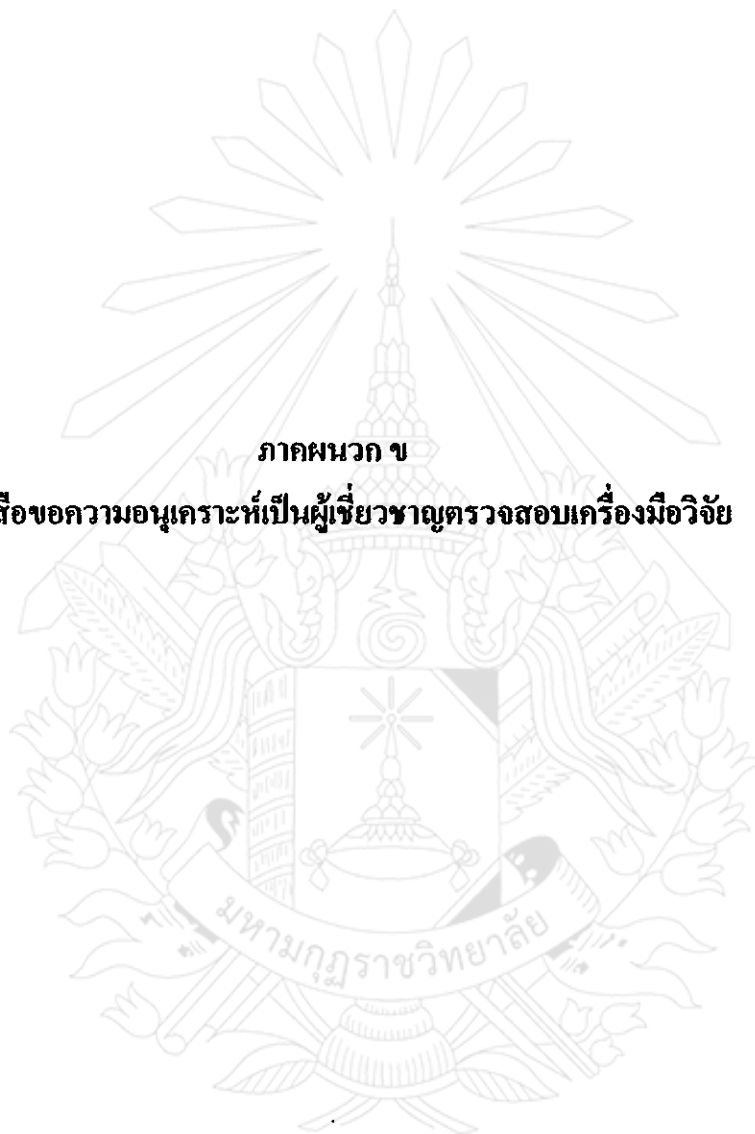 ภาคผนวก ข
สือขอความอนุเคราะห์เป็นผู้เชี่ยวชาญตรวจสอบเครื่องมือวิจัย
มหามกุฏราชวิทยาลัย